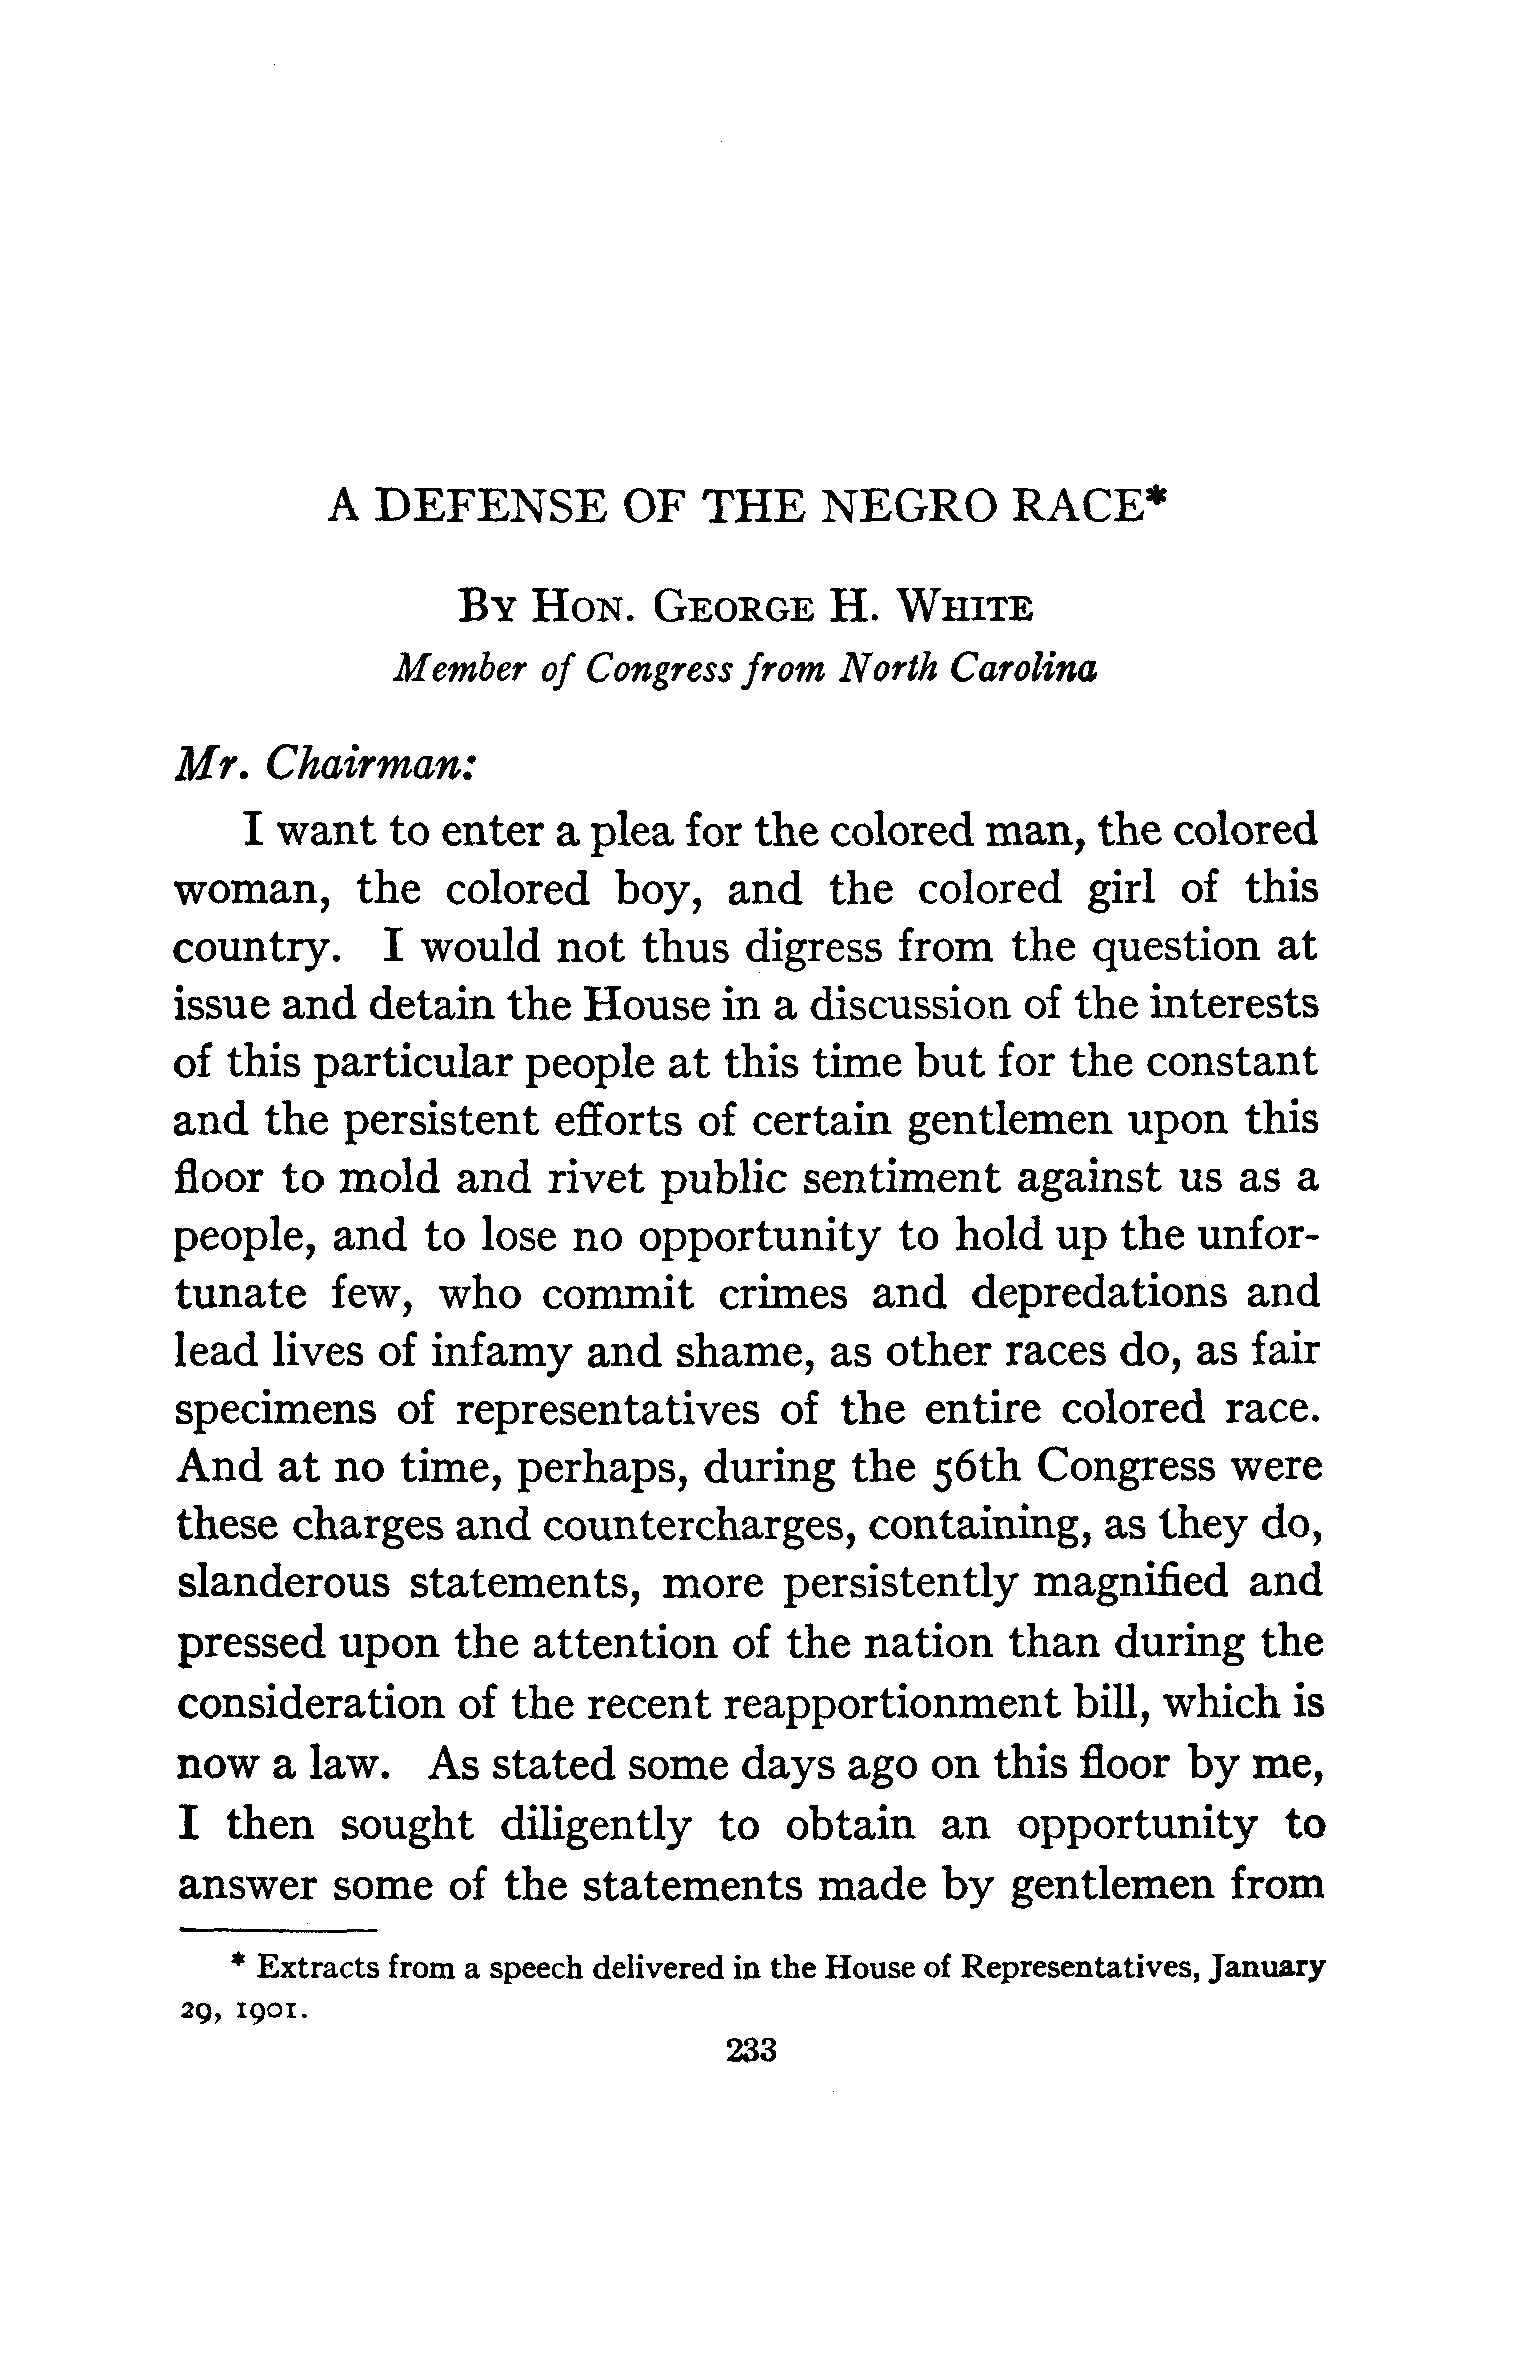 A DEFENSE OF THE NEGRO RACE*
BY HON. GEORGE H. WHITE
Member of Congress from North Carolina
Mr. Chairman:
I want to enter a plea for the colored man, the colored
woman, the colored boy, and the colored girl of this
country. I would not thus digress from the question at
issue and detain the House in a discussion of the interests
of this particular people at this time but for the constant
and the persistent efforts of certain gentlemen upon this
floor to mold and rivet public sentiment against us as a
people, and to lose no opportunity to hold up the unfor-
tunate few, who commit crimes and depredations and
lead lives of infamy and shame, as other races do, as fair
specimens of representatives of the entire colored race.
And at no time, perhaps, during the 56th Congress were
these charges and countercharges, containing, as they do,
slanderous statements, more persistently magnified and
pressed upon the attention of the nation than during the
consideration of the recent reapportionment bill, which is
now a law. As stated some days ago on this floor by me,
I then sought diligently to obtain an opportunity to
answer some of the statements made by gentlemen from
* Extracts from a speech delivered in the House of Representatives, January
29, 1901.
233